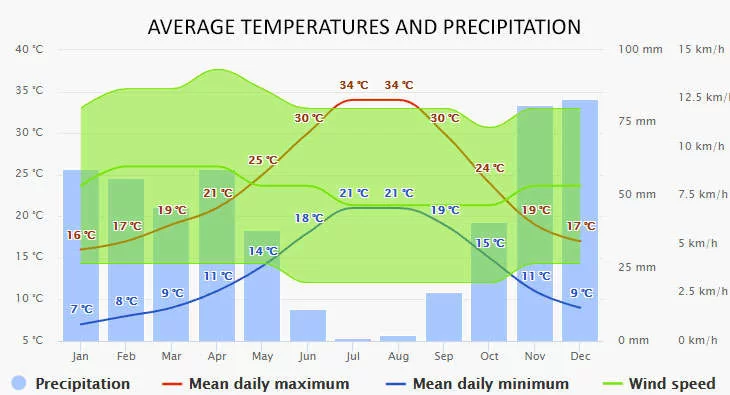 AVERAGE TEMPERATURES AND PRECIPITATION
40 °C 100 mm 15 km/h
35 °C 34 °C 34 °C 12.5 km/h
30 °C 30 °C 30 °C 75 mm 10 km/h
25 °C 25 °C 24 °C 50 mm 7.5 km/h
20 °C 16 °C 17 °C 19 °C 21 °C 18 °C 21 °C 21 °C 19 °C 19 °C 17 °C
15 °C 14 °C 15 °C 25 mm 5 km/h
10 °C 7 °C 8 °C 9 °C 11 °C 11 °C 9 °C 2.5 km/h
5 °C 0 mm 0 km/h
Jan Feb Mar Apr May Jun Jul Aug Sep Oct Nov Dec
Precipitation Mean daily maximum Mean daily minimum Wind speed